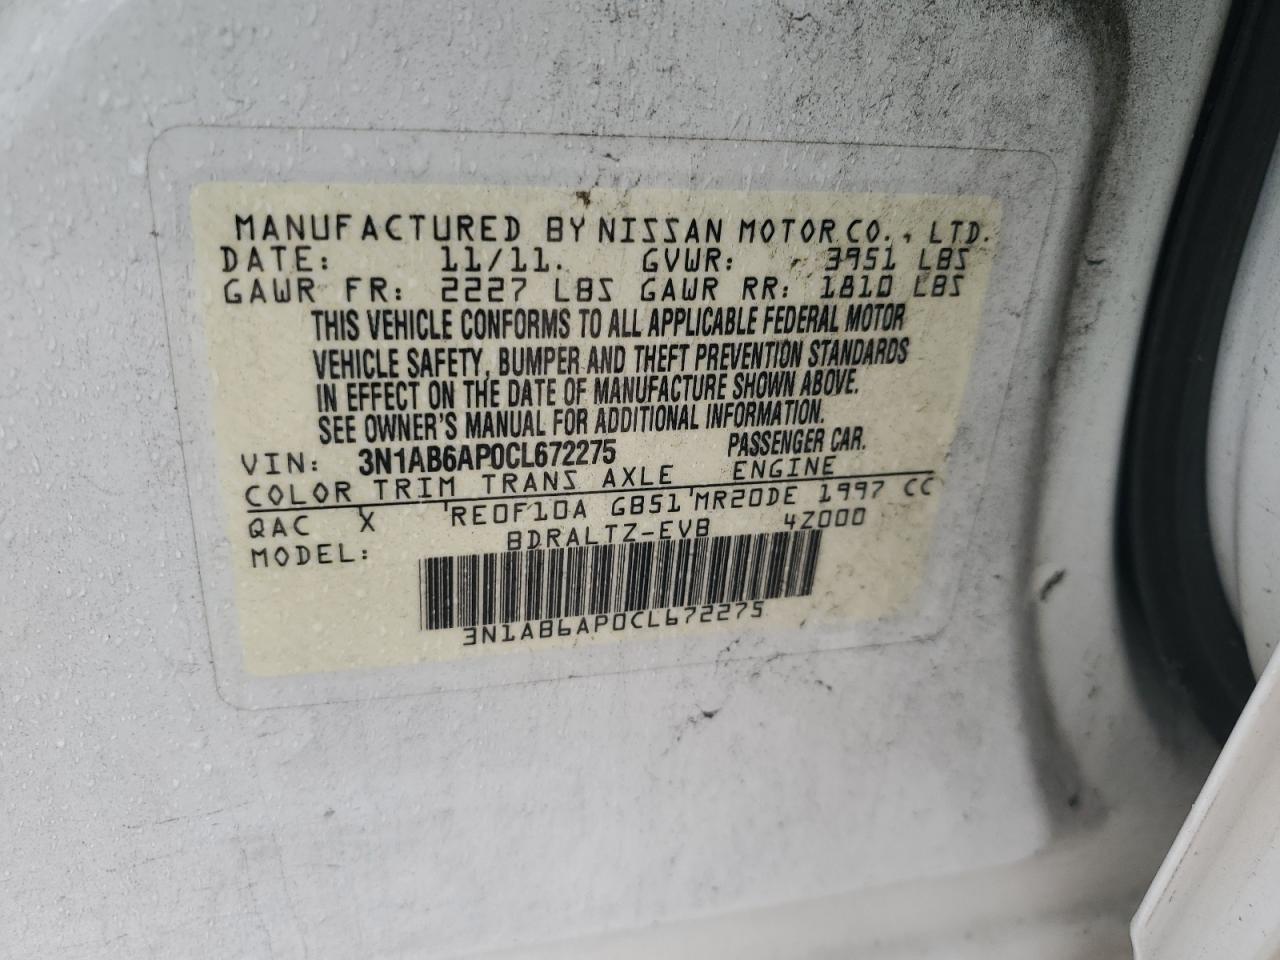 MANUFACTURED BY NISSAN MOTOR CO., LTD.
DATE: 11/11. GVWR: 3951 LBS
GAWR FR: 2227 LBS GAWR RR: 1810 LBS
THIS VEHICLE CONFORMS TO ALL APPLICABLE FEDERAL MOTOR
VEHICLE SAFETY, BUMPER AND THEFT PREVENTION STANDARDS
IN EFFECT ON THE DATE OF MANUFACTURE SHOWN ABOVE.
SEE OWNER'S MANUAL FOR ADDITIONAL INFORMATION.
VIN: 3N1AB6AP0CL672275 PASSENGER CAR.
COLOR TRIM TRANS AXLE ENGINE
QAC X RE0F10A GB51 MR20DE 1997 CC
MODEL: BDRALTZ-EVB 4Z000
3N1AB6AP0CL672275